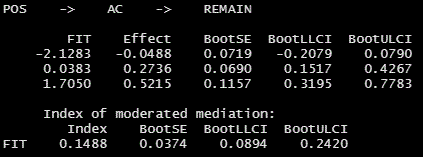 POS -> AC -> REMAIN
FIT Effect BootSE BootLLCI BootULCI
-2.1283 -0.0488 0.0719 -0.2079 0.0790
0.0383 0.2736 0.0690 0.1517 0.4267
1.7050 0.5215 0.1157 0.3195 0.7783
Index of moderated mediation:
Index BootSE BootLLCI BootULCI
FIT 0.1488 0.0374 0.0894 0.2420